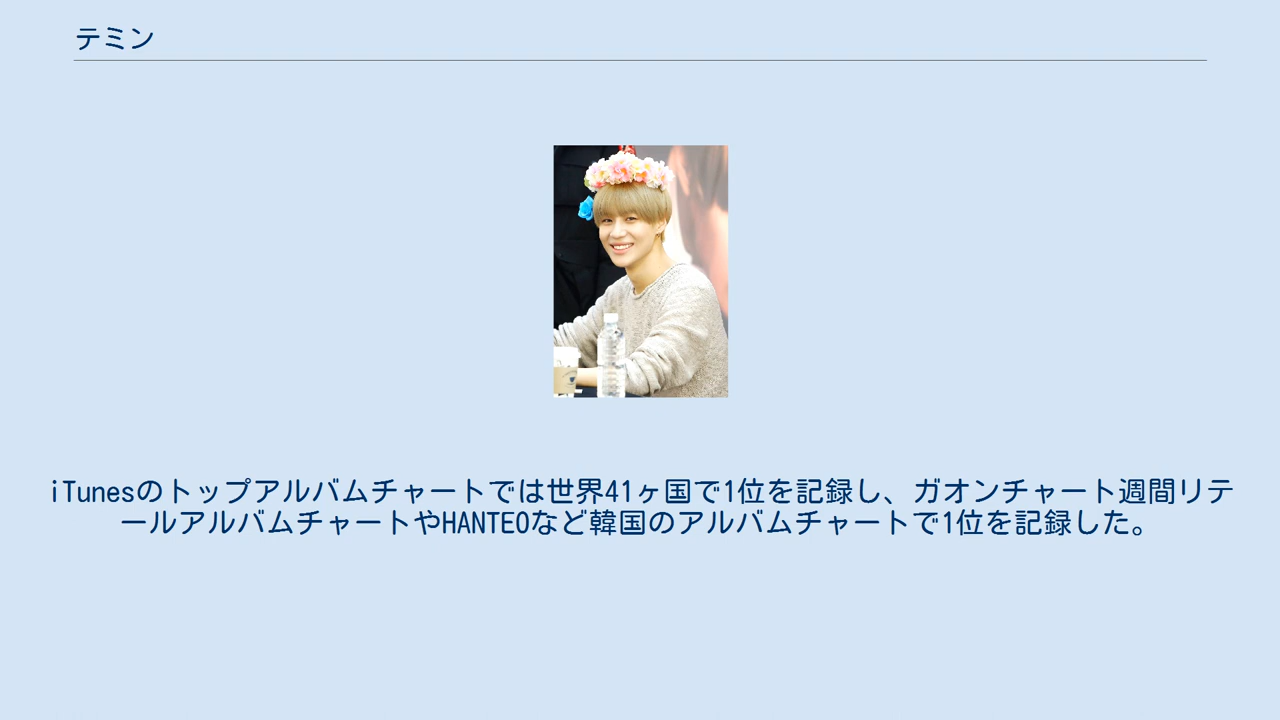 テミン
iTunesのトップアルバムチャートでは世界41ヶ国で1位を記録し、ガオンチャート週間リテ
ールアルバムチャートやHANTEOなど韓国のアルバムチャートで1位を記録した。